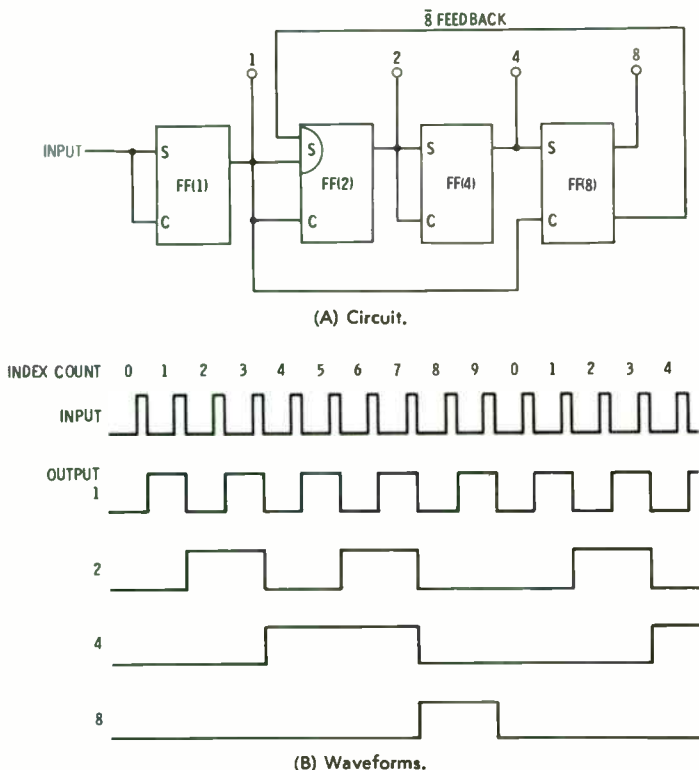 8̄ FEEDBACK
1 2 4 8
INPUT S S S S
FF(1) FF(2) FF(4) FF(8)
C C C C
(A) Circuit.
INDEX COUNT 0 1 2 3 4 5 6 7 8 9 0 1 2 3 4
INPUT
OUTPUT
1
2
4
8
(B) Waveforms.